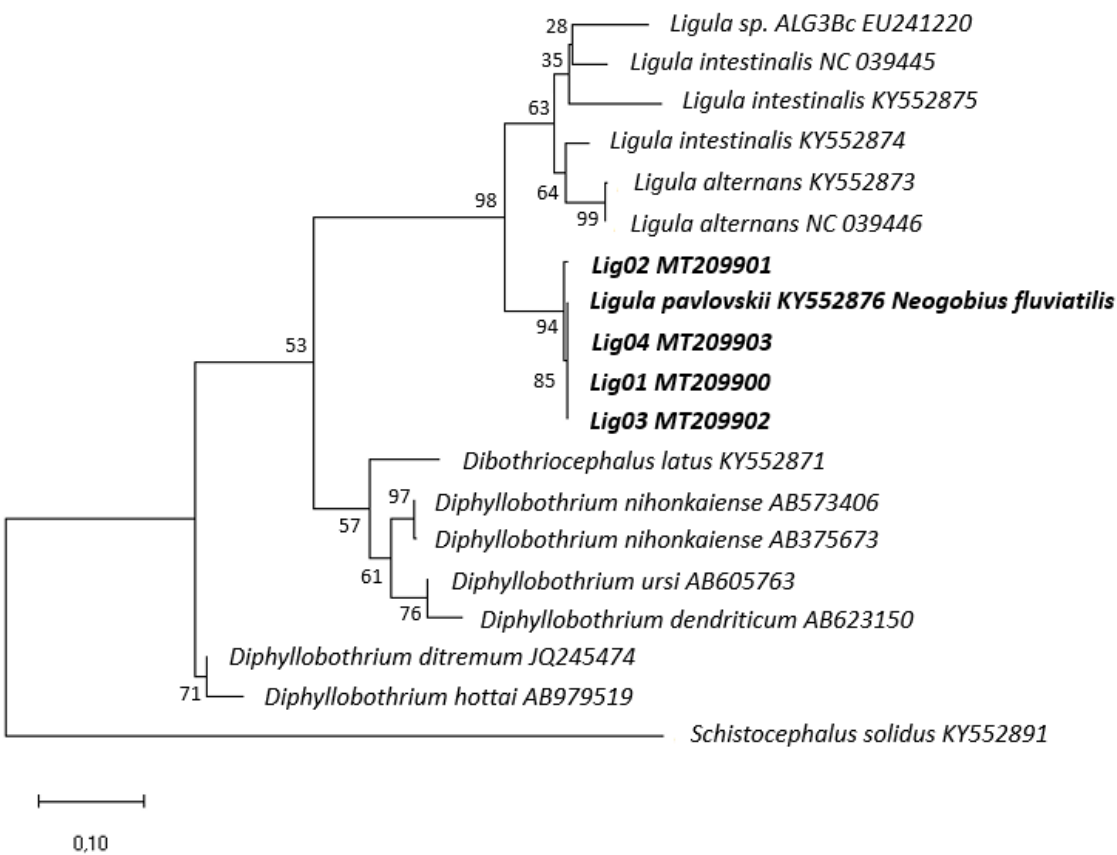 28
Ligula sp. ALG3Bc EU241220
35
Ligula intestinalis NC 039445
Ligula intestinalis KY552875
63
Ligula intestinalis KY552874
Ligula alternans KY552873
64
98
99
Ligula alternans NC 039446
Lig02 MT209901
Ligula pavlovskii KY552876 Neogobius fluviatilis
94
Lig04 MT209903
53
85
Lig01 MT209900
Lig03 MT209902
Dibothriocephalus latus KY552871
97
Diphyllobothrium nihonkaiense AB573406
57
Diphyllobothrium nihonkaiense AB375673
61
Diphyllobothrium ursi AB605763
76
Diphyllobothrium dendriticum AB623150
Diphyllobothrium ditremum JQ245474
71
Diphyllobothrium hottai AB979519
Schistocephalus solidus KY552891
0,10